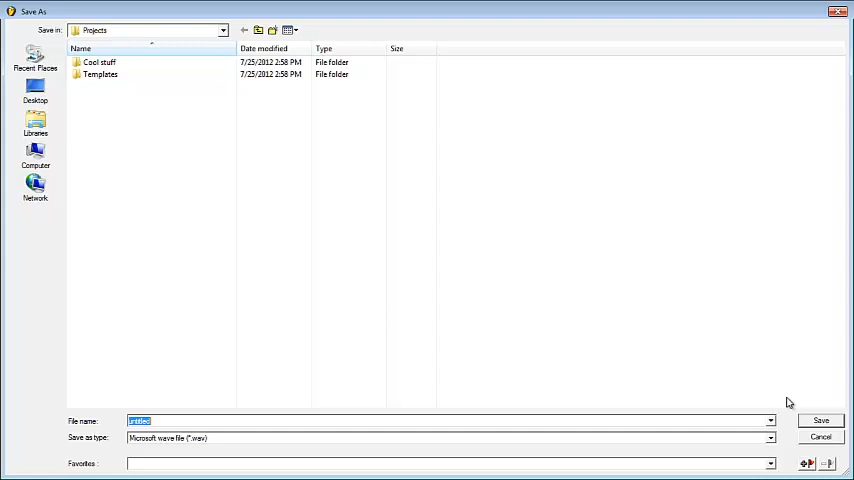 Save As
Save in: Projects
Name Date modified Type Size
Recent Places
Cool stuff 7/25/2012 2:58 PM File folder
Templates 7/25/2012 2:58 PM File folder
Desktop
Libraries
Computer
Network
File name: untitled Save
Save as type: Microsoft wave file (*.wav) Cancel
Favorites :